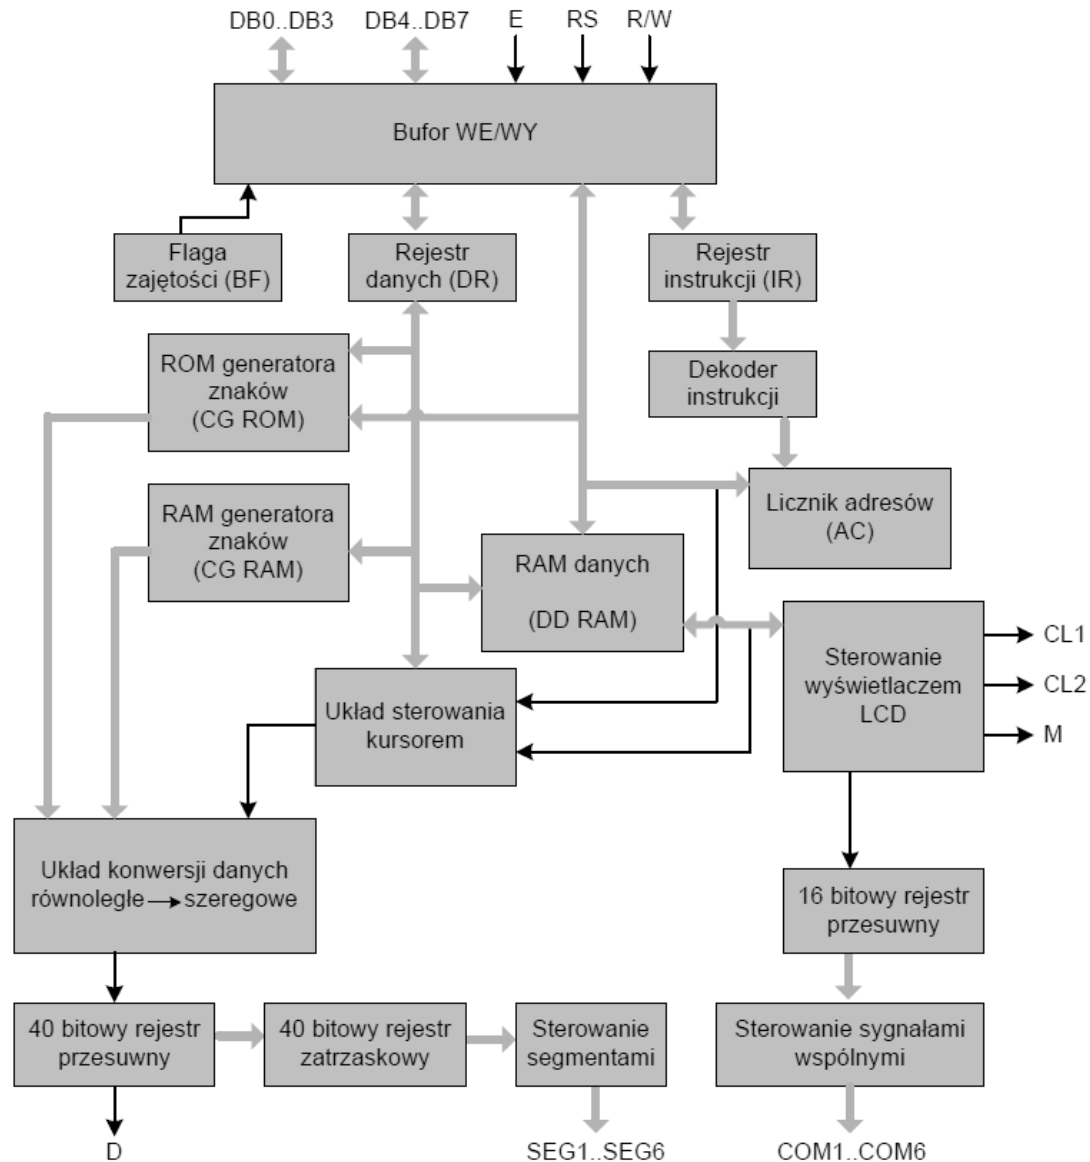 DB0..DB3 DB4..DB7 E RS R/W
Bufor WE/WY
Flaga
zajętości (BF)
Rejestr
danych (DR)
Rejestr
instrukcji (IR)
ROM generatora
znaków
(CG ROM)
Dekoder
instrukcji
RAM generatora
znaków
(CG RAM)
Licznik adresów
(AC)
RAM danych
(DD RAM)
Sterowanie
wyświetlaczem
LCD
CL1
CL2
M
Układ sterowania
kursorem
Układ konwersji danych
równoległe szeregowe
16 bitowy rejestr
przesuwny
40 bitowy rejestr
przesuwny
40 bitowy rejestr
zatrzaskowy
Sterowanie
segmentami
Sterowanie sygnałami
wspólnymi
D
SEG1..SEG6
COM1..COM6